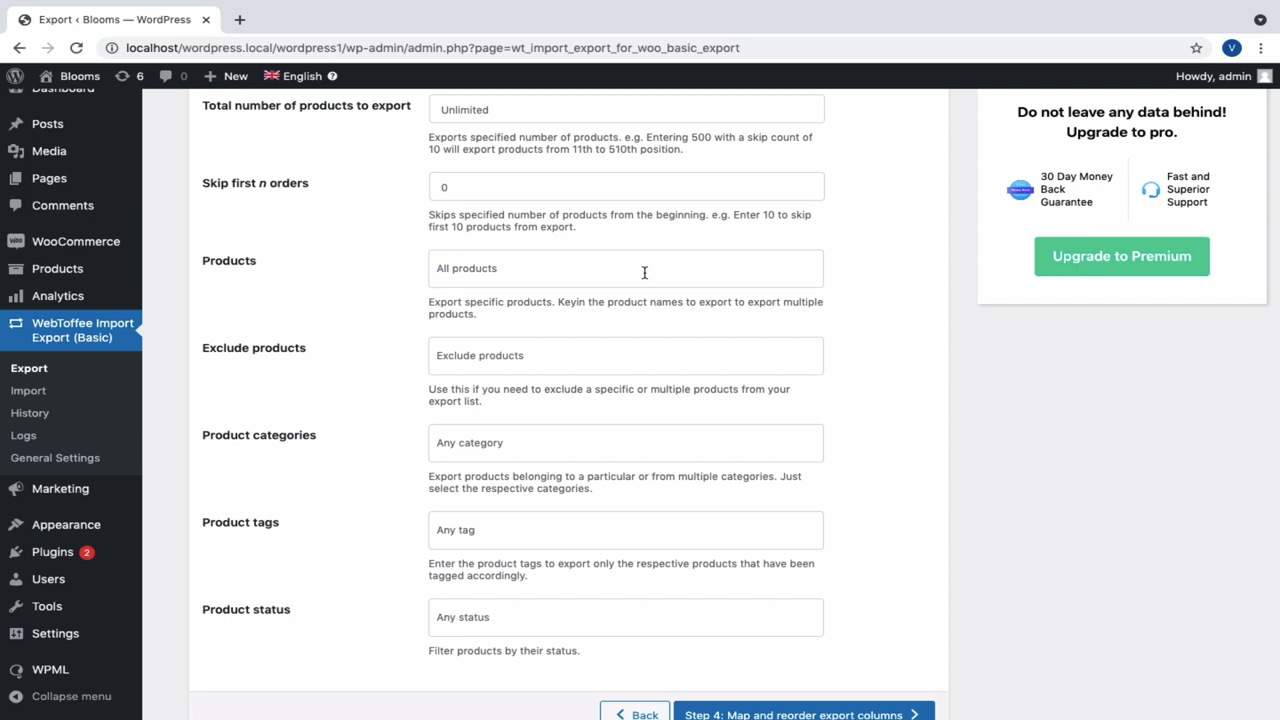 Export ‹ Blooms — WordPress
localhost/wordpress.local/wordpress1/wp-admin/admin.php?page=wt_import_export_for_woo_basic_export
V
Blooms 6 0 New English Howdy, admin
Dashboard
Posts
Media
Pages
Comments
WooCommerce
Products
Analytics
WebToffee Import
Export (Basic)
Export
Import
History
Logs
General Settings
Marketing
Appearance
Plugins 2
Users
Tools
Settings
WPML
Collapse menu
Total number of products to export
Unlimited
Exports specified number of products. e.g. Entering 500 with a skip count of
10 will export products from 11th to 510th position.
Skip first n orders
0
Skips specified number of products from the beginning. e.g. Enter 10 to skip
first 10 products from export.
Products
All products
Export specific products. Keyin the product names to export to export multiple
products.
Exclude products
Exclude products
Use this if you need to exclude a specific or multiple products from your
export list.
Product categories
Any category
Export products belonging to a particular or from multiple categories. Just
select the respective categories.
Product tags
Any tag
Enter the product tags to export only the respective products that have been
tagged accordingly.
Product status
Any status
Filter products by their status.
Back
Step 4: Map and reorder export columns
Do not leave any data behind!
Upgrade to pro.
30 Day Money
Back
Guarantee
Fast and
Superior
Support
Upgrade to Premium